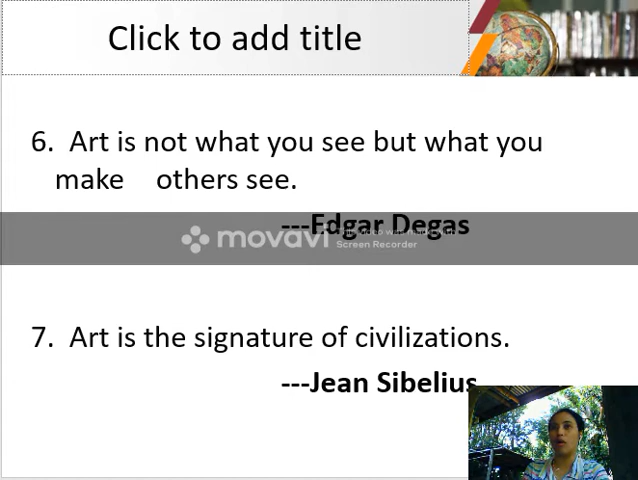 Click to add title
6. Art is not what you see but what you
make others see.
---Edgar Degas
movavi
Screen Recorder
7. Art is the signature of civilizations.
---Jean Sibelius